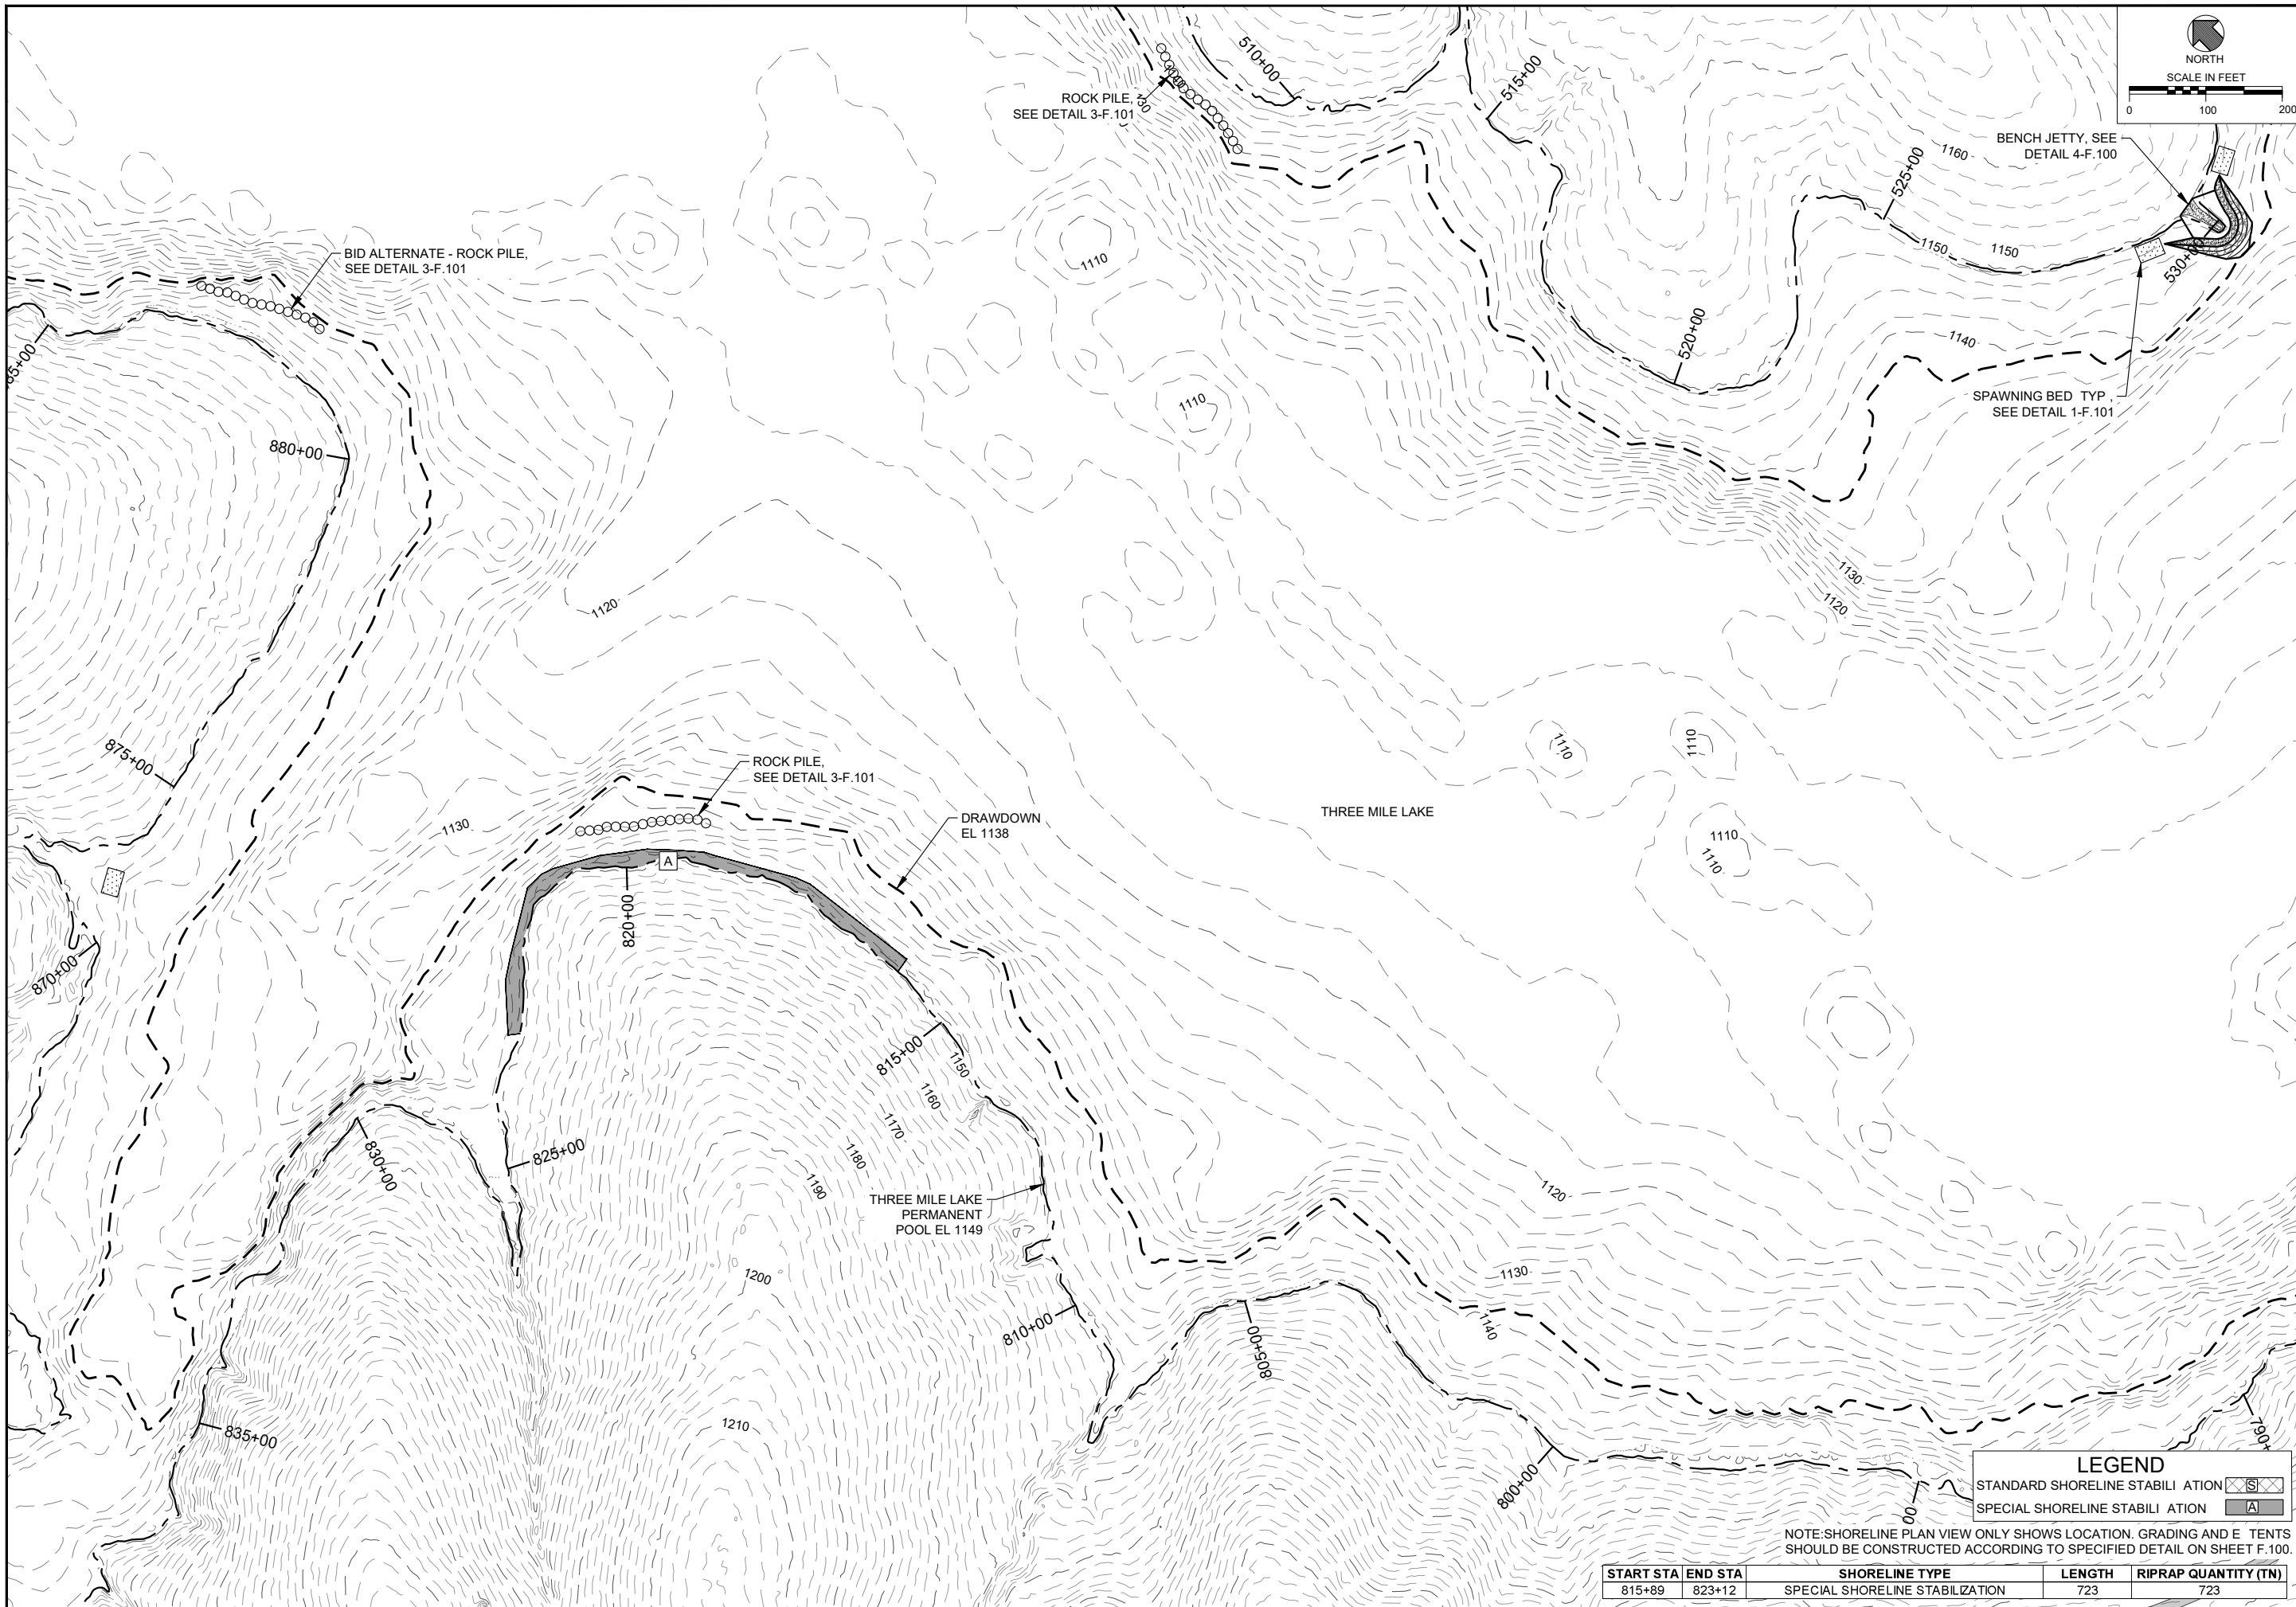 NORTH
SCALE IN FEET
0 100 200
510+00
515+00
ROCK PILE,
SEE DETAIL 3-F.101
1140
1130
BENCH JETTY, SEE
DETAIL 4-F.100
1160
525+00
1150
1150
530+00
BID ALTERNATE - ROCK PILE,
SEE DETAIL 3-F.101
1110
520+00
1140
SPAWNING BED TYP ,
SEE DETAIL 1-F.101
1110
880+00
1130
1120
1120
875+00
1110
1110
ROCK PILE,
SEE DETAIL 3-F.101
THREE MILE LAKE
1130
DRAWDOWN
EL 1138
1110
1110
A
820+00
870+00
815+00
1150
1160
1170
1180
1190
825+00
830+00
THREE MILE LAKE
PERMANENT
POOL EL 1149
1120
1200
1130
1140
810+00
805+00
1210
835+00
800+00
790+
00
LEGEND
STANDARD SHORELINE STABILI ATION S
SPECIAL SHORELINE STABILI ATION A
NOTE:SHORELINE PLAN VIEW ONLY SHOWS LOCATION. GRADING AND E TENTS
SHOULD BE CONSTRUCTED ACCORDING TO SPECIFIED DETAIL ON SHEET F.100.
START STA END STA SHORELINE TYPE LENGTH RIPRAP QUANTITY (TN)
815+89 823+12 SPECIAL SHORELINE STABILIZATION 723 723